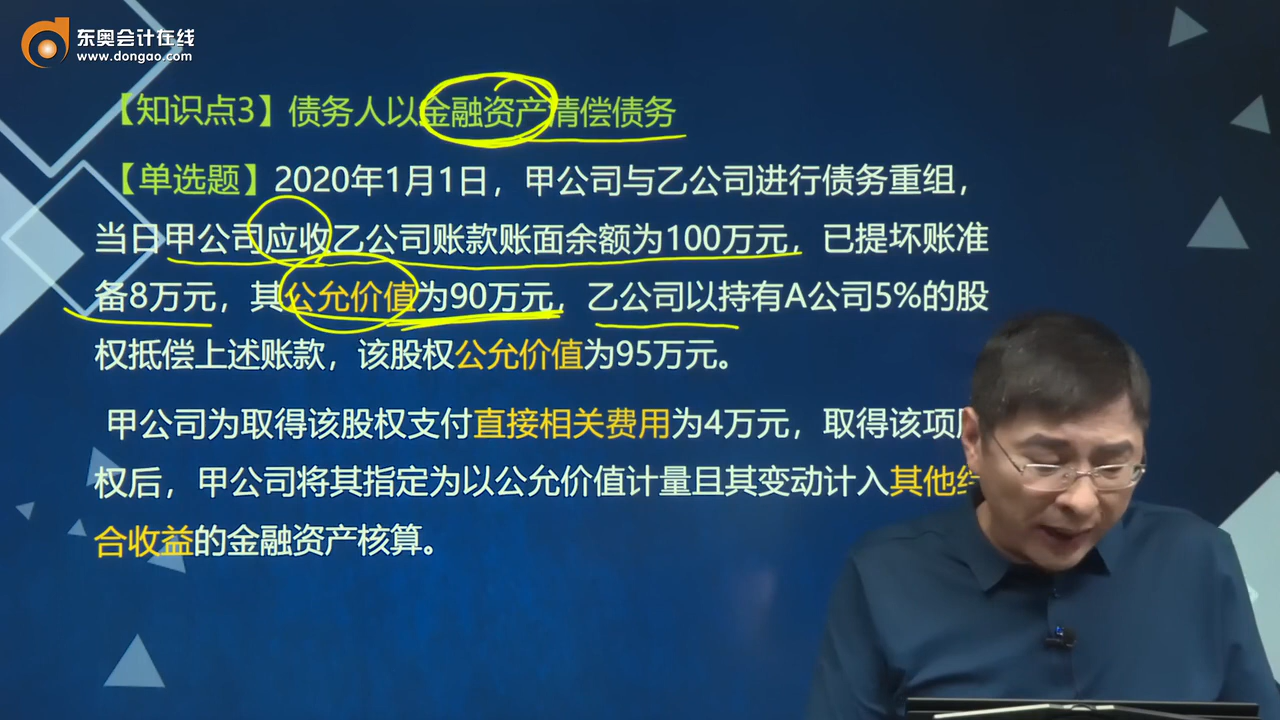 东奥会计在线
www.dongao.com
【知识点3】债务人以金融资产清偿债务
【单选题】2020年1月1日，甲公司与乙公司进行债务重组，
当日甲公司应收乙公司账款账面余额为100万元，已提坏账准
备8万元，其公允价值为90万元，乙公司以持有A公司5%的股
权抵偿上述账款，该股权公允价值为95万元。
甲公司为取得该股权支付直接相关费用为4万元，取得该项
权后，甲公司将其指定为以公允价值计量且其变动计入其他
合收益的金融资产核算。